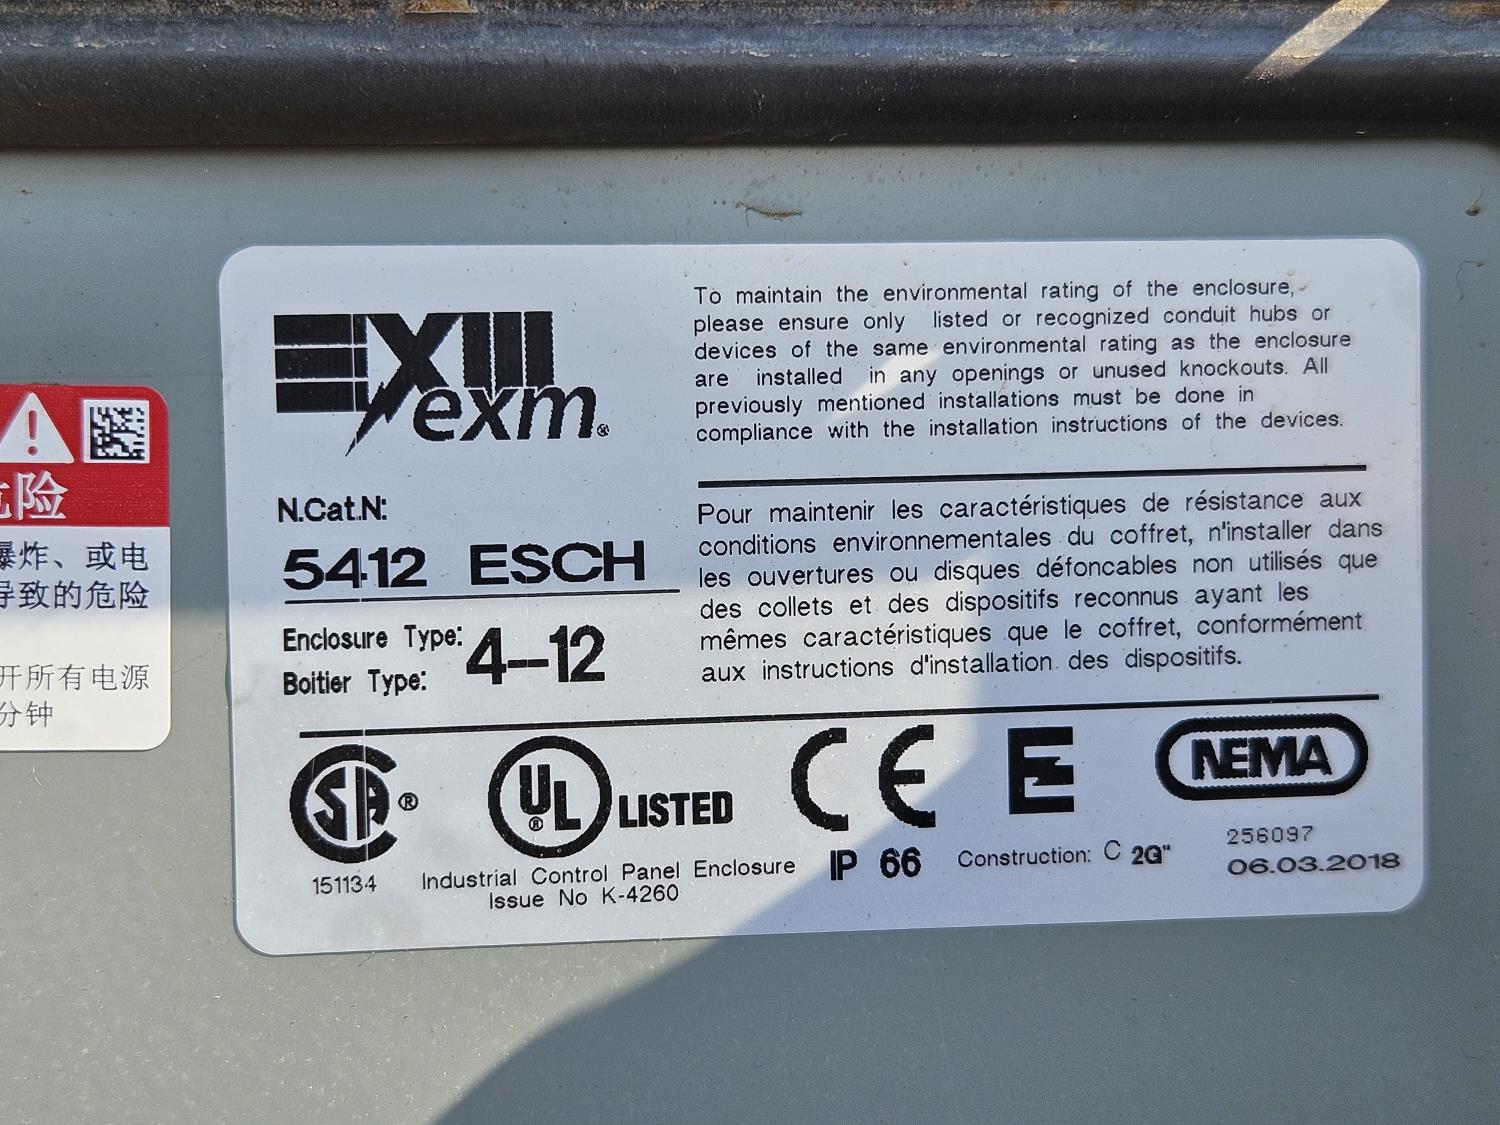 危险
爆炸、或电
导致的危险
开所有电源
分钟
EXM
exm®
N.Cat.N:
5412 ESCH
Enclosure Type: 4-12
Boitier Type:
To maintain the environmental rating of the enclosure,
please ensure only listed or recognized conduit hubs or
devices of the same environmental rating as the enclosure
are installed in any openings or unused knockouts. All
previously mentioned installations must be done in
compliance with the installation instructions of the devices.
Pour maintenir les caractéristiques de résistance aux
conditions environnementales du coffret, n'installer dans
les ouvertures ou disques défoncables non utilisés que
des collets et des dispositifs reconnus ayant les
mêmes caractéristiques que le coffret, conformément
aux instructions d'installation des dispositifs.
SA®
151134
UL® LISTED
Industrial Control Panel Enclosure
Issue No K-4260
CE
IP 66
E
Construction: C 2G"
NEMA
256097
06.03.2018